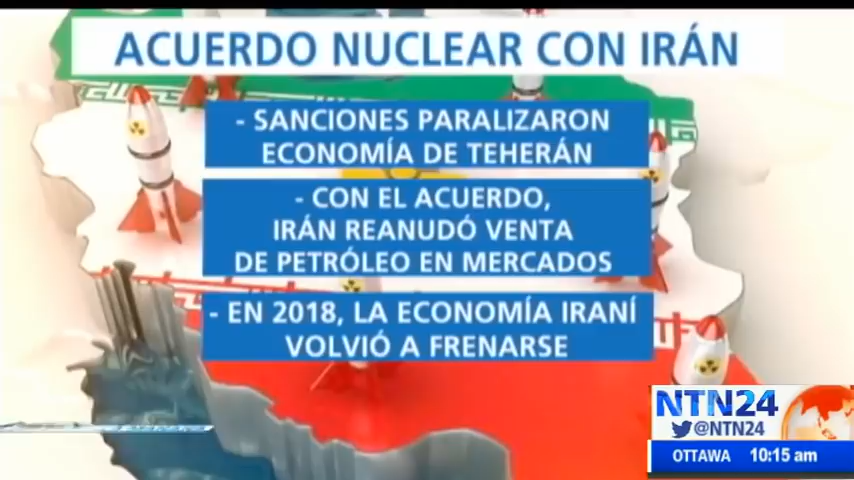 ACUERDO NUCLEAR CON IRÁN
- SANCIONES PARALIZARON
ECONOMÍA DE TEHERÁN
- CON EL ACUERDO,
IRÁN REANUDÓ VENTA
DE PETRÓLEO EN MERCADOS
- EN 2018, LA ECONOMÍA IRANÍ
VOLVIÓ A FRENARSE
NTN24
@NTN24
OTTAWA 10:15 am